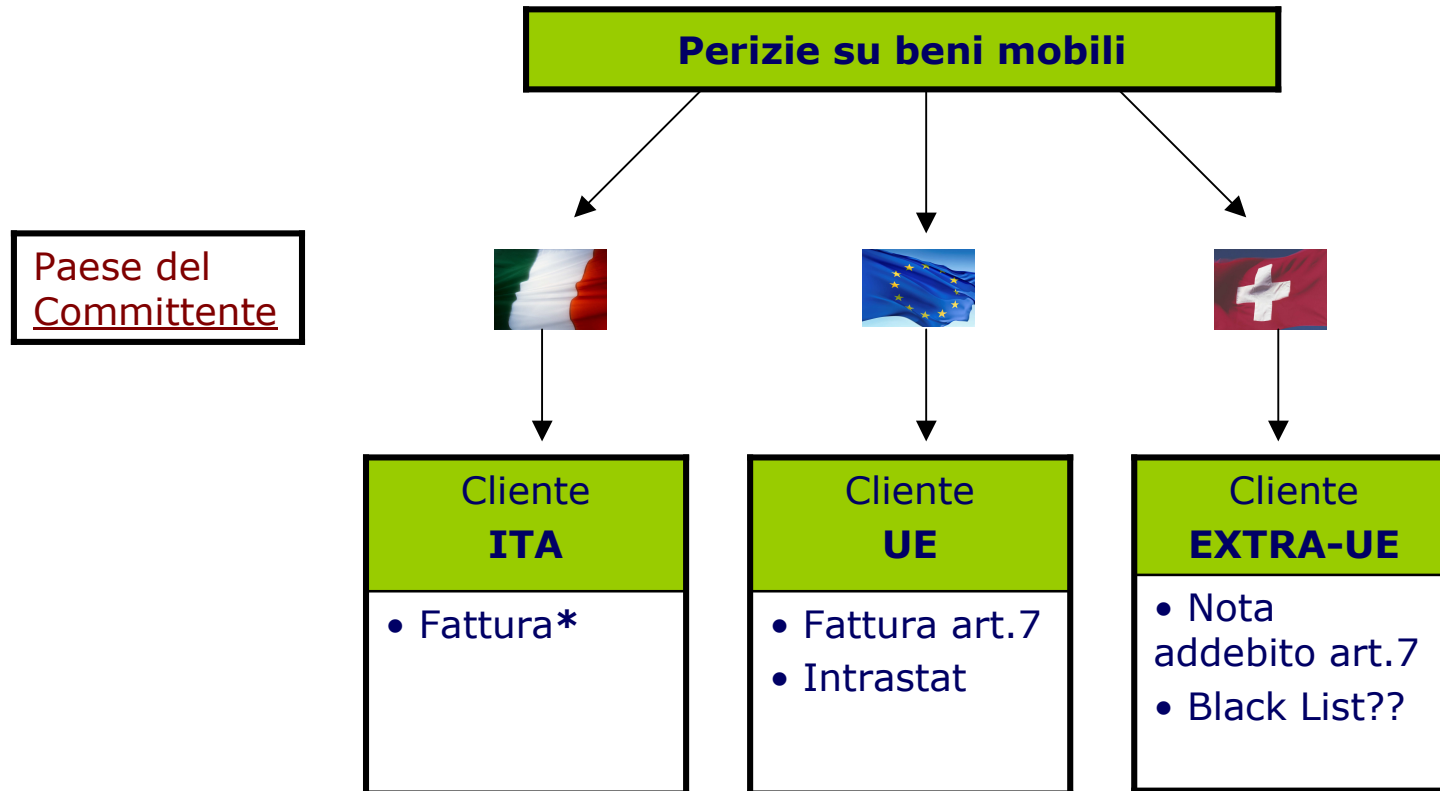 Perizie su beni mobili
Paese del
Committente
Cliente
ITA
• Fattura*
Cliente
UE
• Fattura art.7
• Intrastat
Cliente
EXTRA-UE
• Nota
addebito art.7
• Black List??